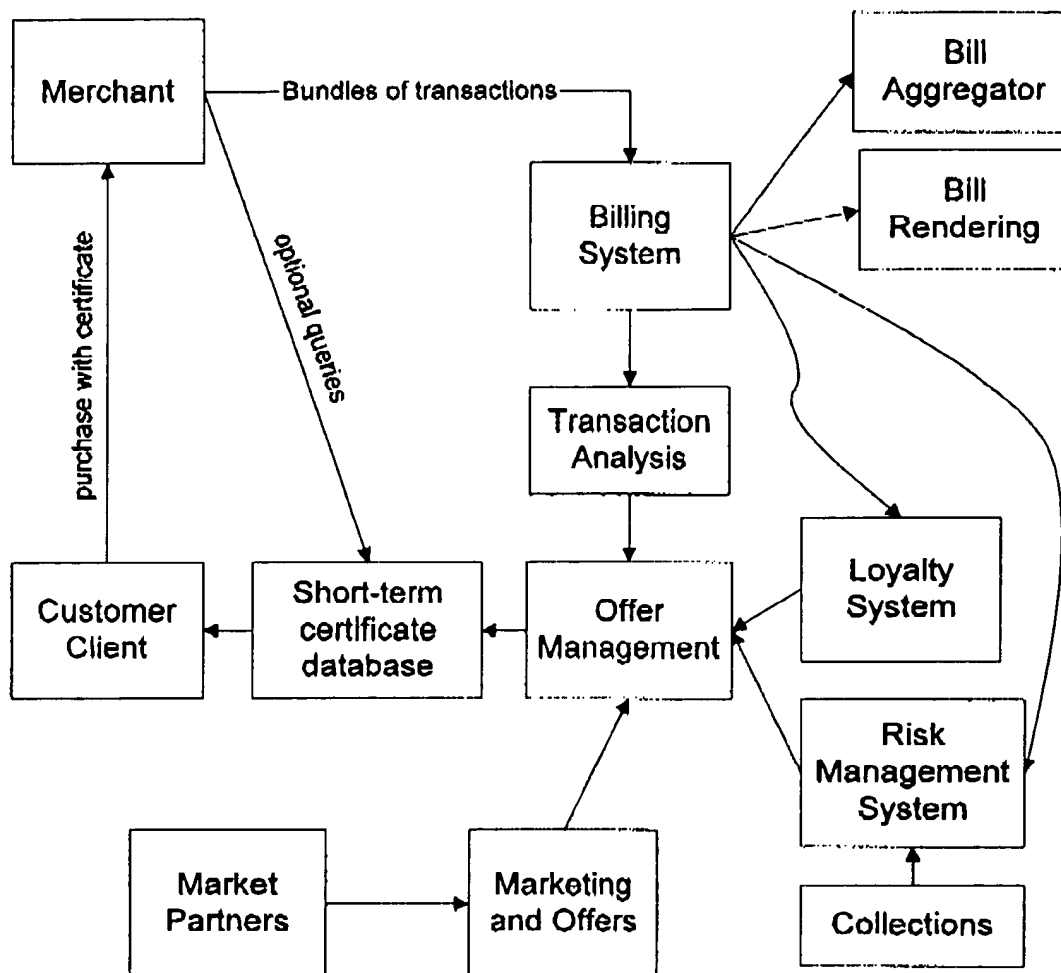 Merchant
Bundles of transactions
Bill
Aggregator
Bill
Rendering
Billing
System
purchase with certificate
optional queries
Transaction
Analysis
Customer
Client
Short-term
certificate
database
Offer
Management
Loyalty
System
Risk
Management
System
Market
Partners
Marketing
and Offers
Collections